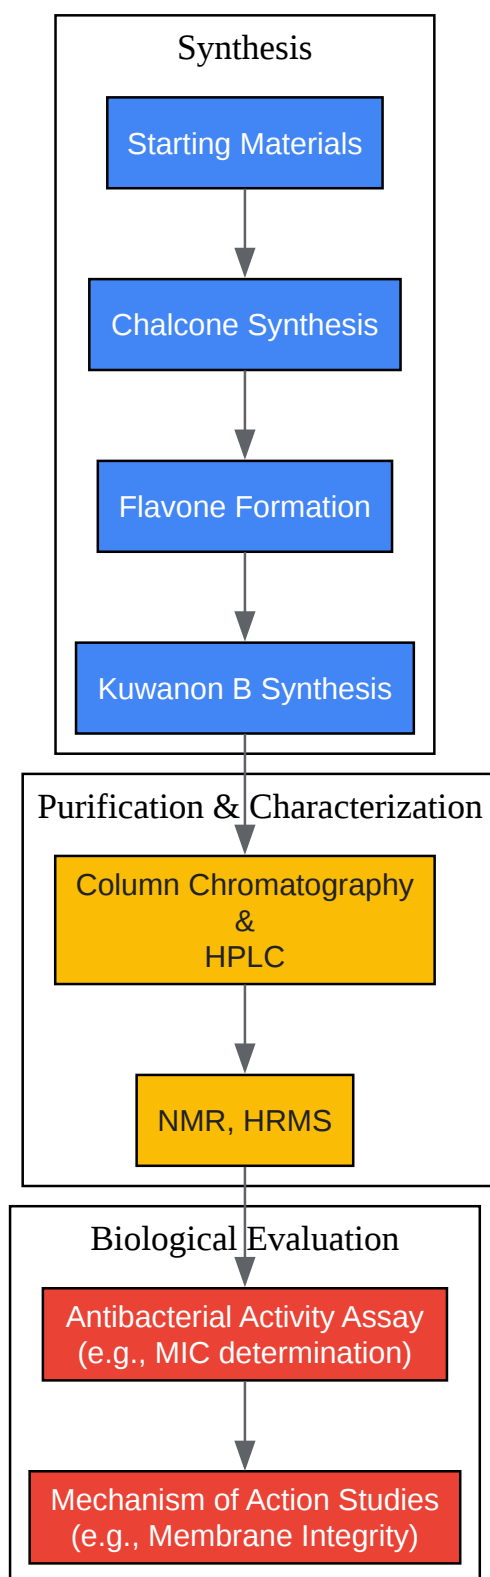 Synthesis
Starting Materials
Chalcone Synthesis
Flavone Formation
Kuwanon B Synthesis
Purification & Characterization
Column Chromatography
&
HPLC
NMR, HRMS
Biological Evaluation
Antibacterial Activity Assay
(e.g., MIC determination)
Mechanism of Action Studies
(e.g., Membrane Integrity)